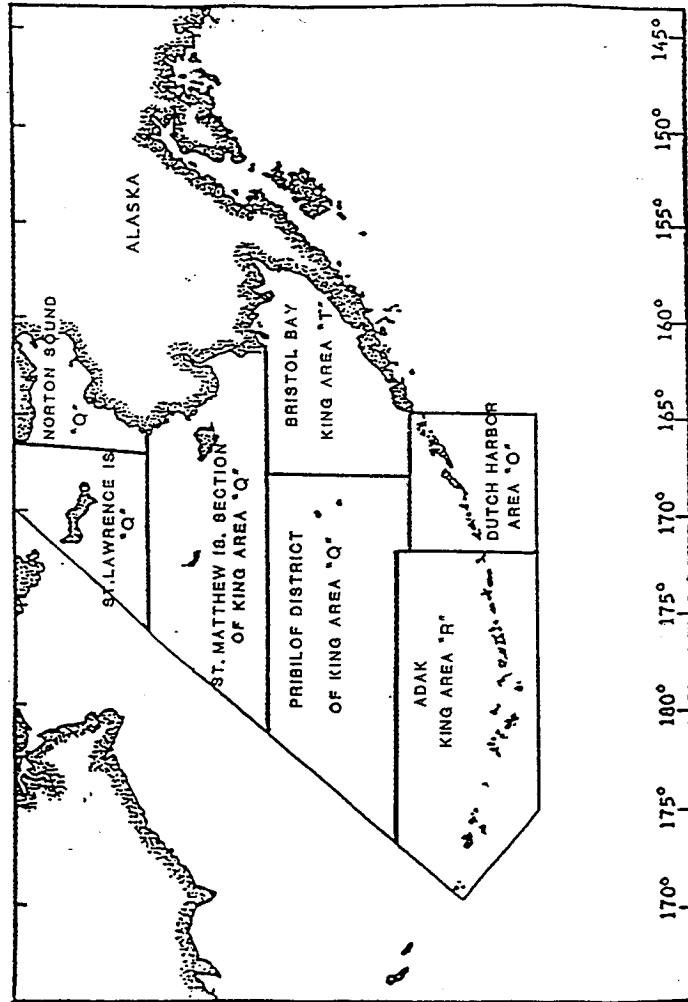 ALASKA
NORTON SOUND
"Q"
ST. LAWRENCE IS.
"Q"
ST. MATTHEW IS. SECTION
OF KING AREA "Q"
BRISTOL BAY
KING AREA "T"
PRIBILOF DISTRICT
OF KING AREA "Q"
DUTCH HARBOR
AREA "O"
ADAK
KING AREA "R"
170°
175°
180°
175°
170°
165°
160°
155°
150°
145°